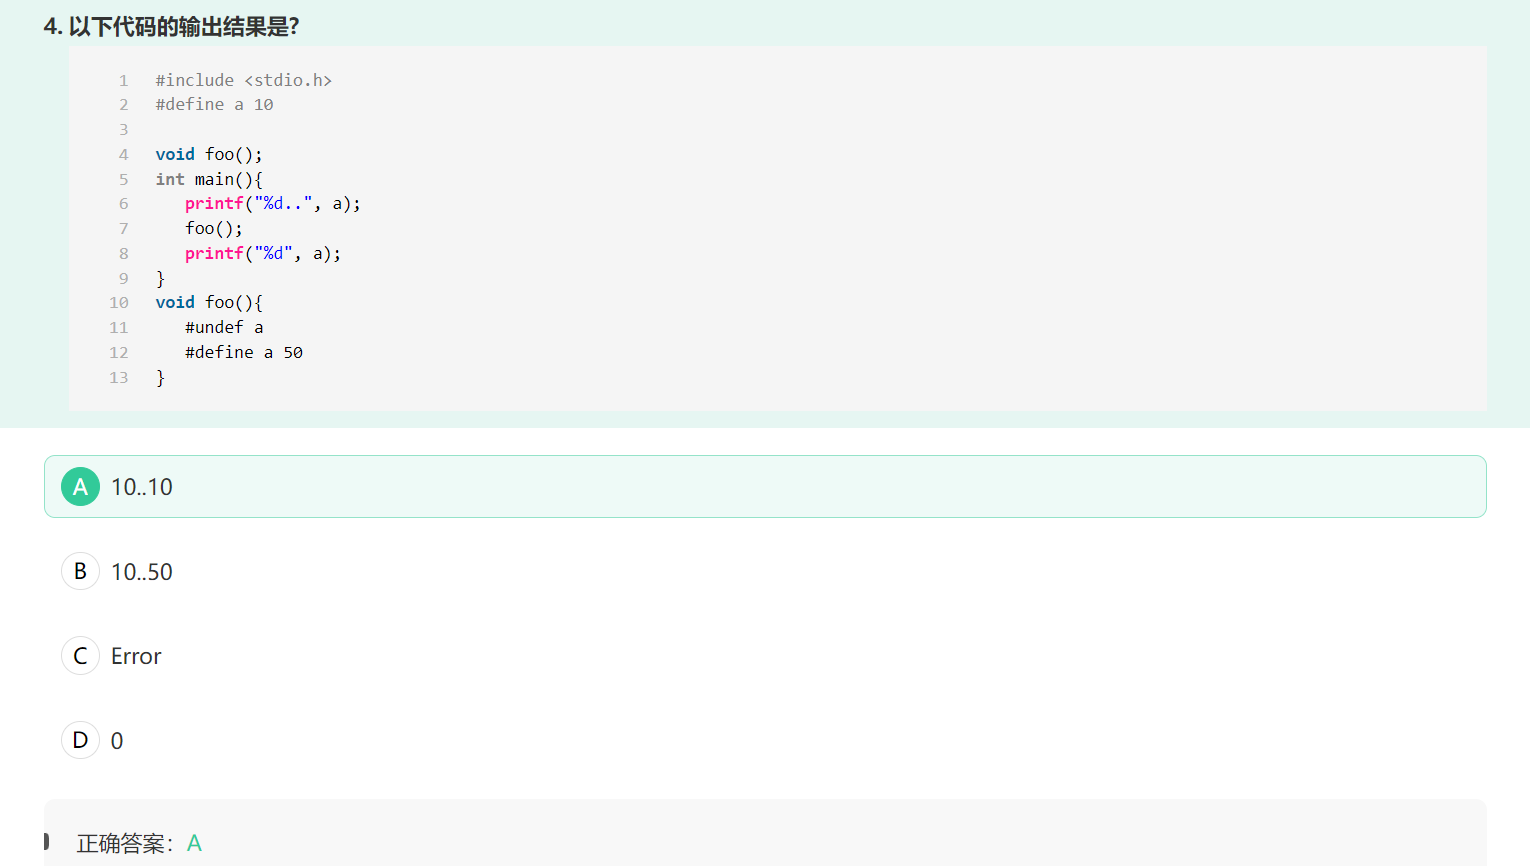 4. 以下代码的输出结果是?
1 #include <stdio.h>
2 #define a 10
3
4 void foo();
5 int main(){
6    printf("%d..", a);
7    foo();
8    printf("%d", a);
9 }
10 void foo(){
11    #undef a
12    #define a 50
13 }
A 10..10
B 10..50
C Error
D 0
正确答案：A